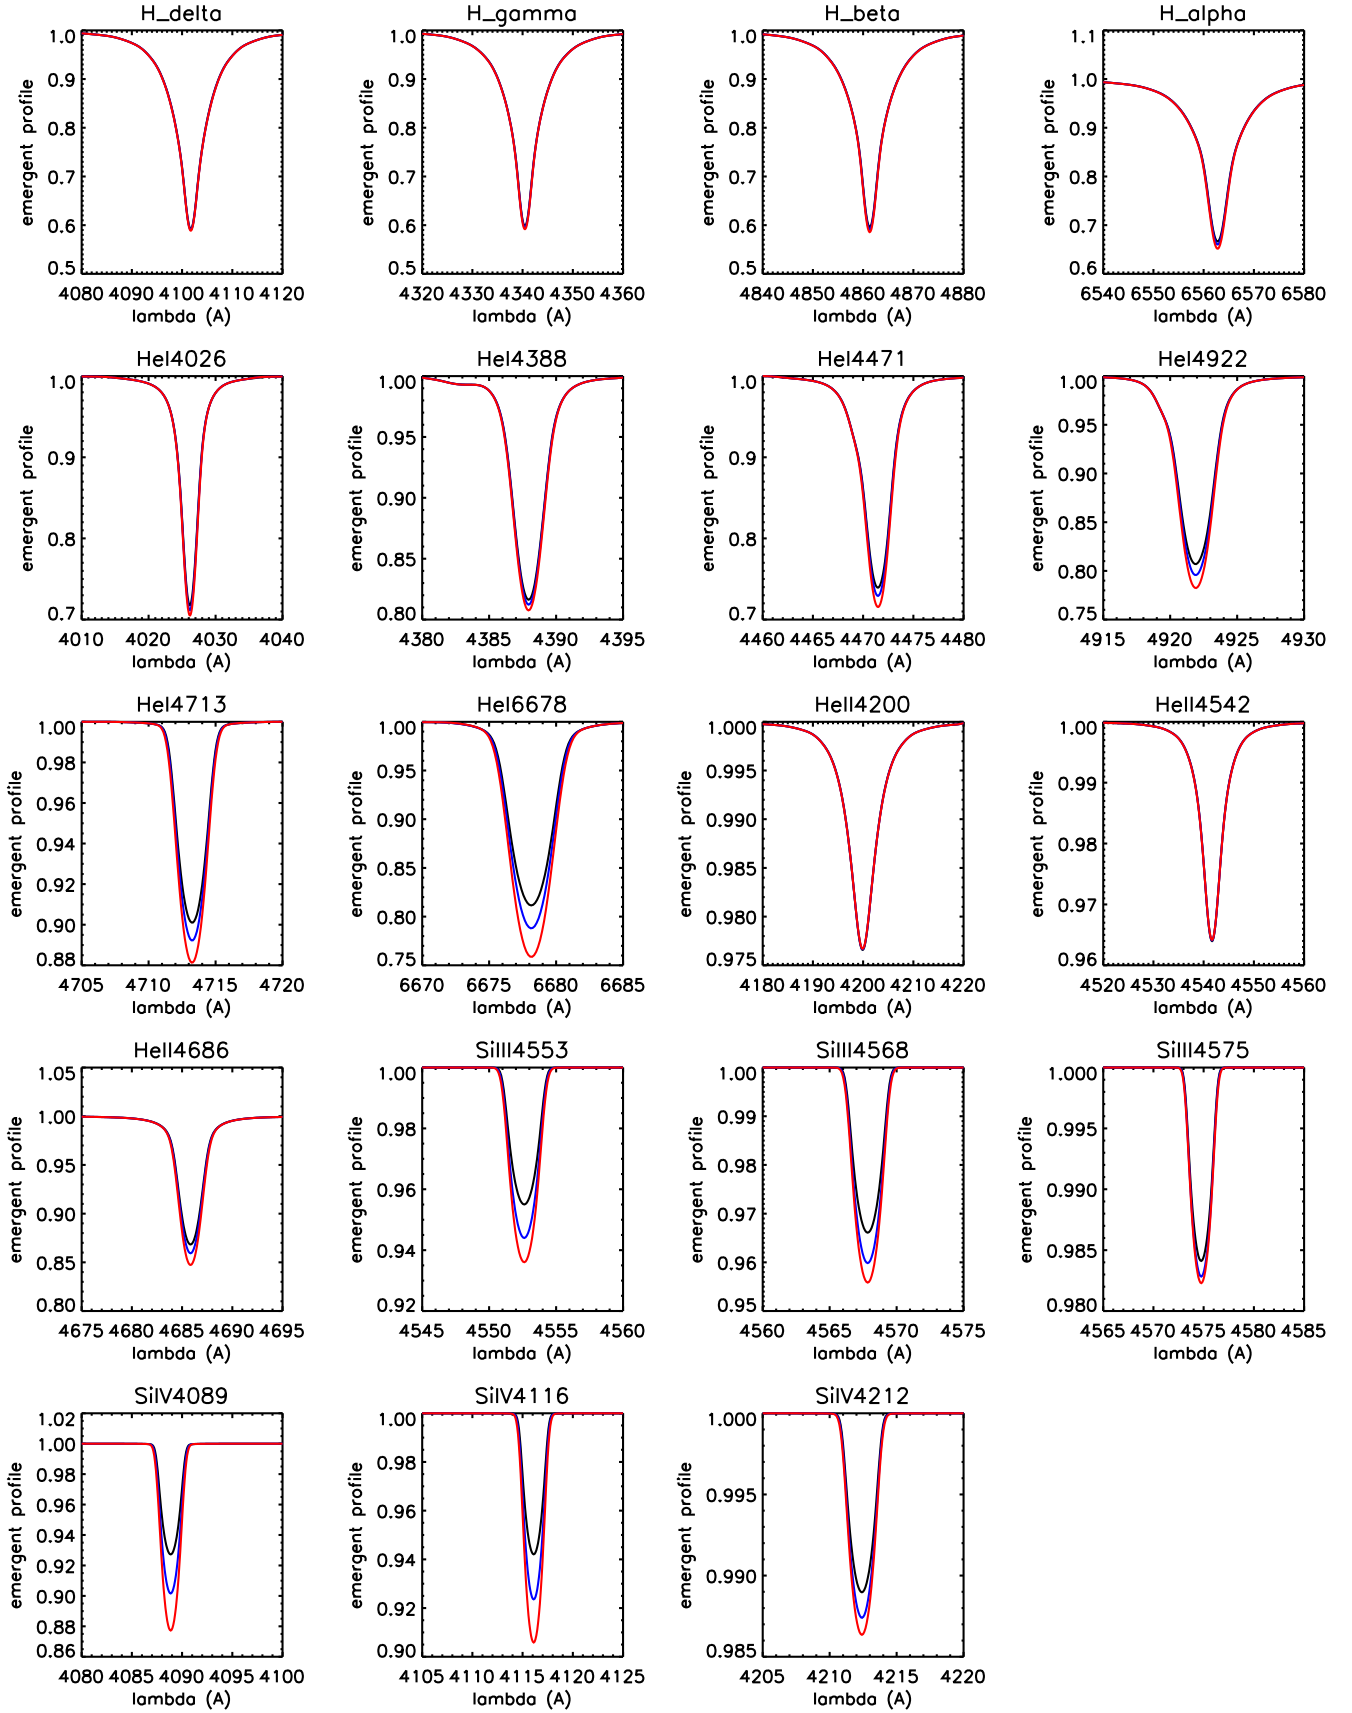 H_delta
emergent profile
1.0
0.9
0.8
0.7
0.6
0.5
4080 4090 4100 4110 4120
lambda (A)
H_gamma
emergent profile
1.0
0.9
0.8
0.7
0.6
0.5
4320 4330 4340 4350 4360
lambda (A)
H_beta
emergent profile
1.0
0.9
0.8
0.7
0.6
0.5
4840 4850 4860 4870 4880
lambda (A)
H_alpha
emergent profile
1.1
1.0
0.9
0.8
0.7
0.6
6540 6550 6560 6570 6580
lambda (A)
HeI4026
emergent profile
1.0
0.9
0.8
0.7
4010 4020 4030 4040
lambda (A)
HeI4388
emergent profile
1.00
0.95
0.90
0.85
0.80
4380 4385 4390 4395
lambda (A)
HeI4471
emergent profile
1.0
0.9
0.8
0.7
4460 4465 4470 4475 4480
lambda (A)
HeI4922
emergent profile
1.00
0.95
0.90
0.85
0.80
0.75
4915 4920 4925 4930
lambda (A)
HeI4713
emergent profile
1.00
0.98
0.96
0.94
0.92
0.90
0.88
4705 4710 4715 4720
lambda (A)
HeI6678
emergent profile
1.00
0.95
0.90
0.85
0.80
0.75
6670 6675 6680 6685
lambda (A)
HeII4200
emergent profile
1.000
0.995
0.990
0.985
0.980
0.975
4180 4190 4200 4210 4220
lambda (A)
HeII4542
emergent profile
1.00
0.99
0.98
0.97
0.96
4520 4530 4540 4550 4560
lambda (A)
HeII4686
emergent profile
1.05
1.00
0.95
0.90
0.85
0.80
4675 4680 4685 4690 4695
lambda (A)
SiIII4553
emergent profile
1.00
0.98
0.96
0.94
0.92
4545 4550 4555 4560
lambda (A)
SiIII4568
emergent profile
1.00
0.99
0.98
0.97
0.96
0.95
4560 4565 4570 4575
lambda (A)
SiIII4575
emergent profile
1.000
0.995
0.990
0.985
0.980
4565 4570 4575 4580 4585
lambda (A)
SiIV4089
emergent profile
1.02
1.00
0.98
0.96
0.94
0.92
0.90
0.88
0.86
4080 4085 4090 4095 4100
lambda (A)
SiIV4116
emergent profile
1.00
0.98
0.96
0.94
0.92
0.90
4105 4110 4115 4120 4125
lambda (A)
SiIV4212
emergent profile
1.000
0.995
0.990
0.985
4205 4210 4215 4220
lambda (A)